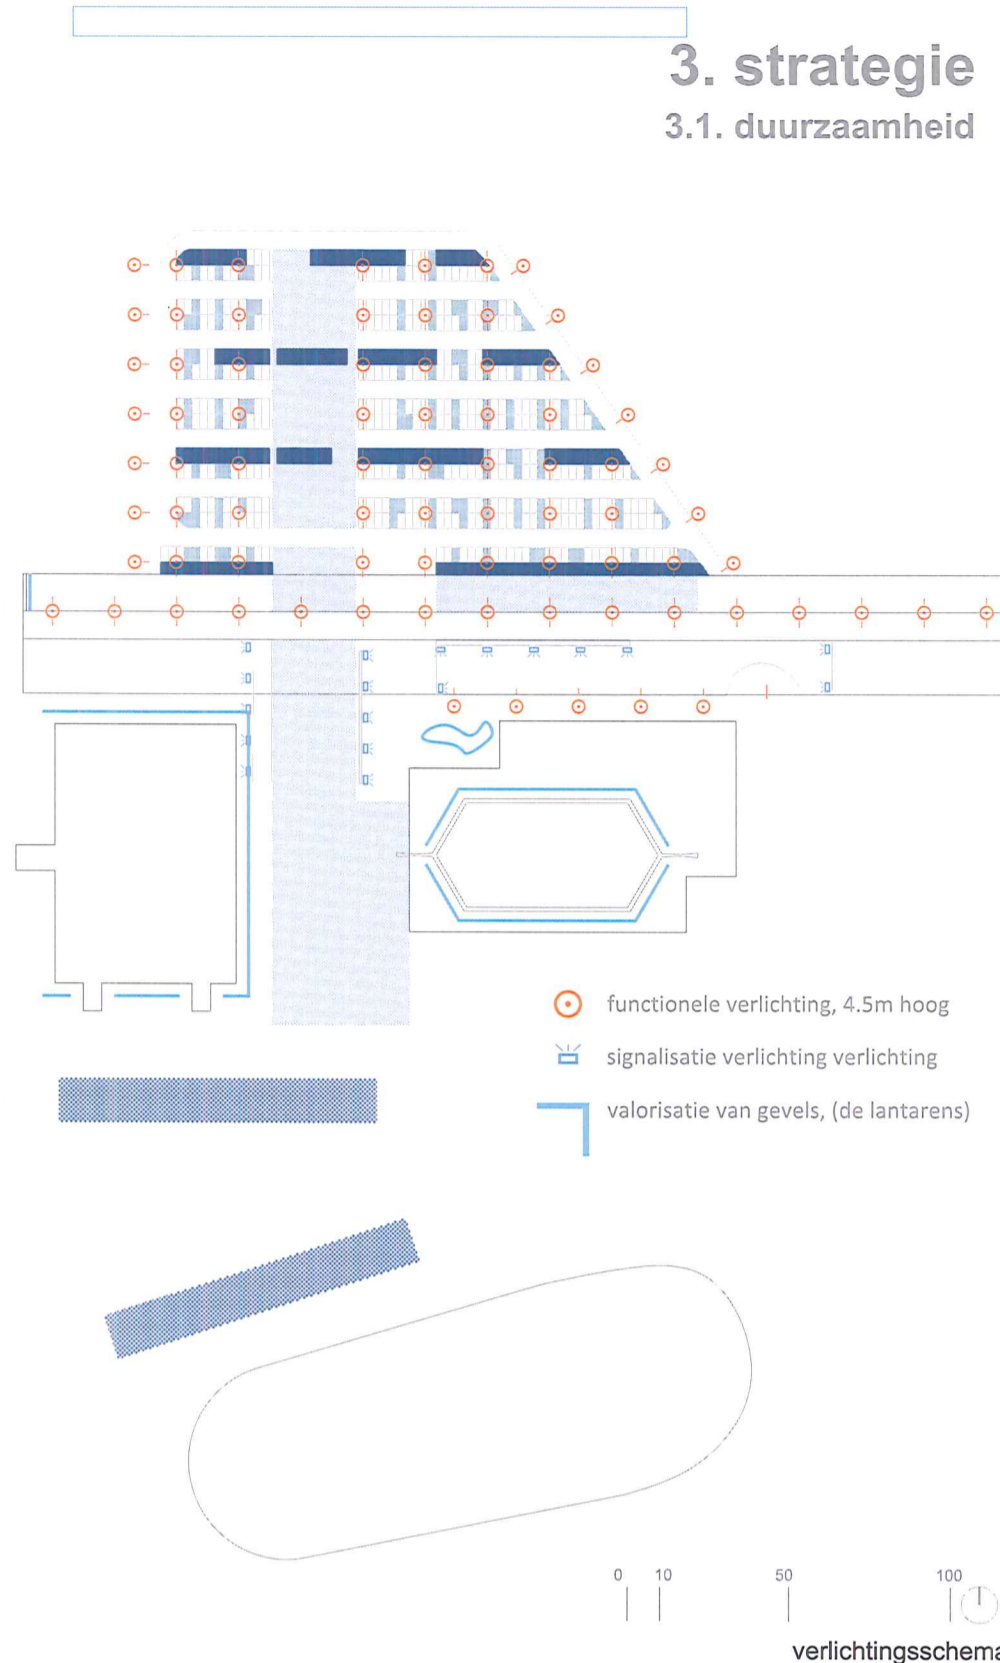 3. strategie
3.1. duurzaamheid
functionele verlichting, 4.5m hoog
signalisatie verlichting verlichting
valorisatie van gevels, (de lantarens)
0 10 50 100
verlichtingsschema